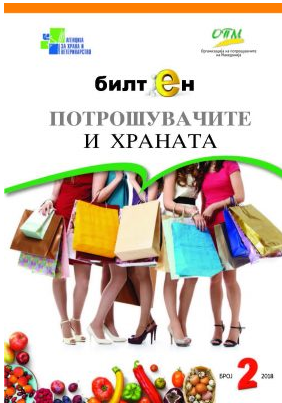 АГЕНЦИЈА
ЗА ХРАНА И
ВЕТЕРИНАРСТВО
ОПМ
Организација на потрошувачите
на Македонија
билтен
ПОТРОШУВАЧИТЕ
И ХРАНАТА
БРОЈ 2 2018